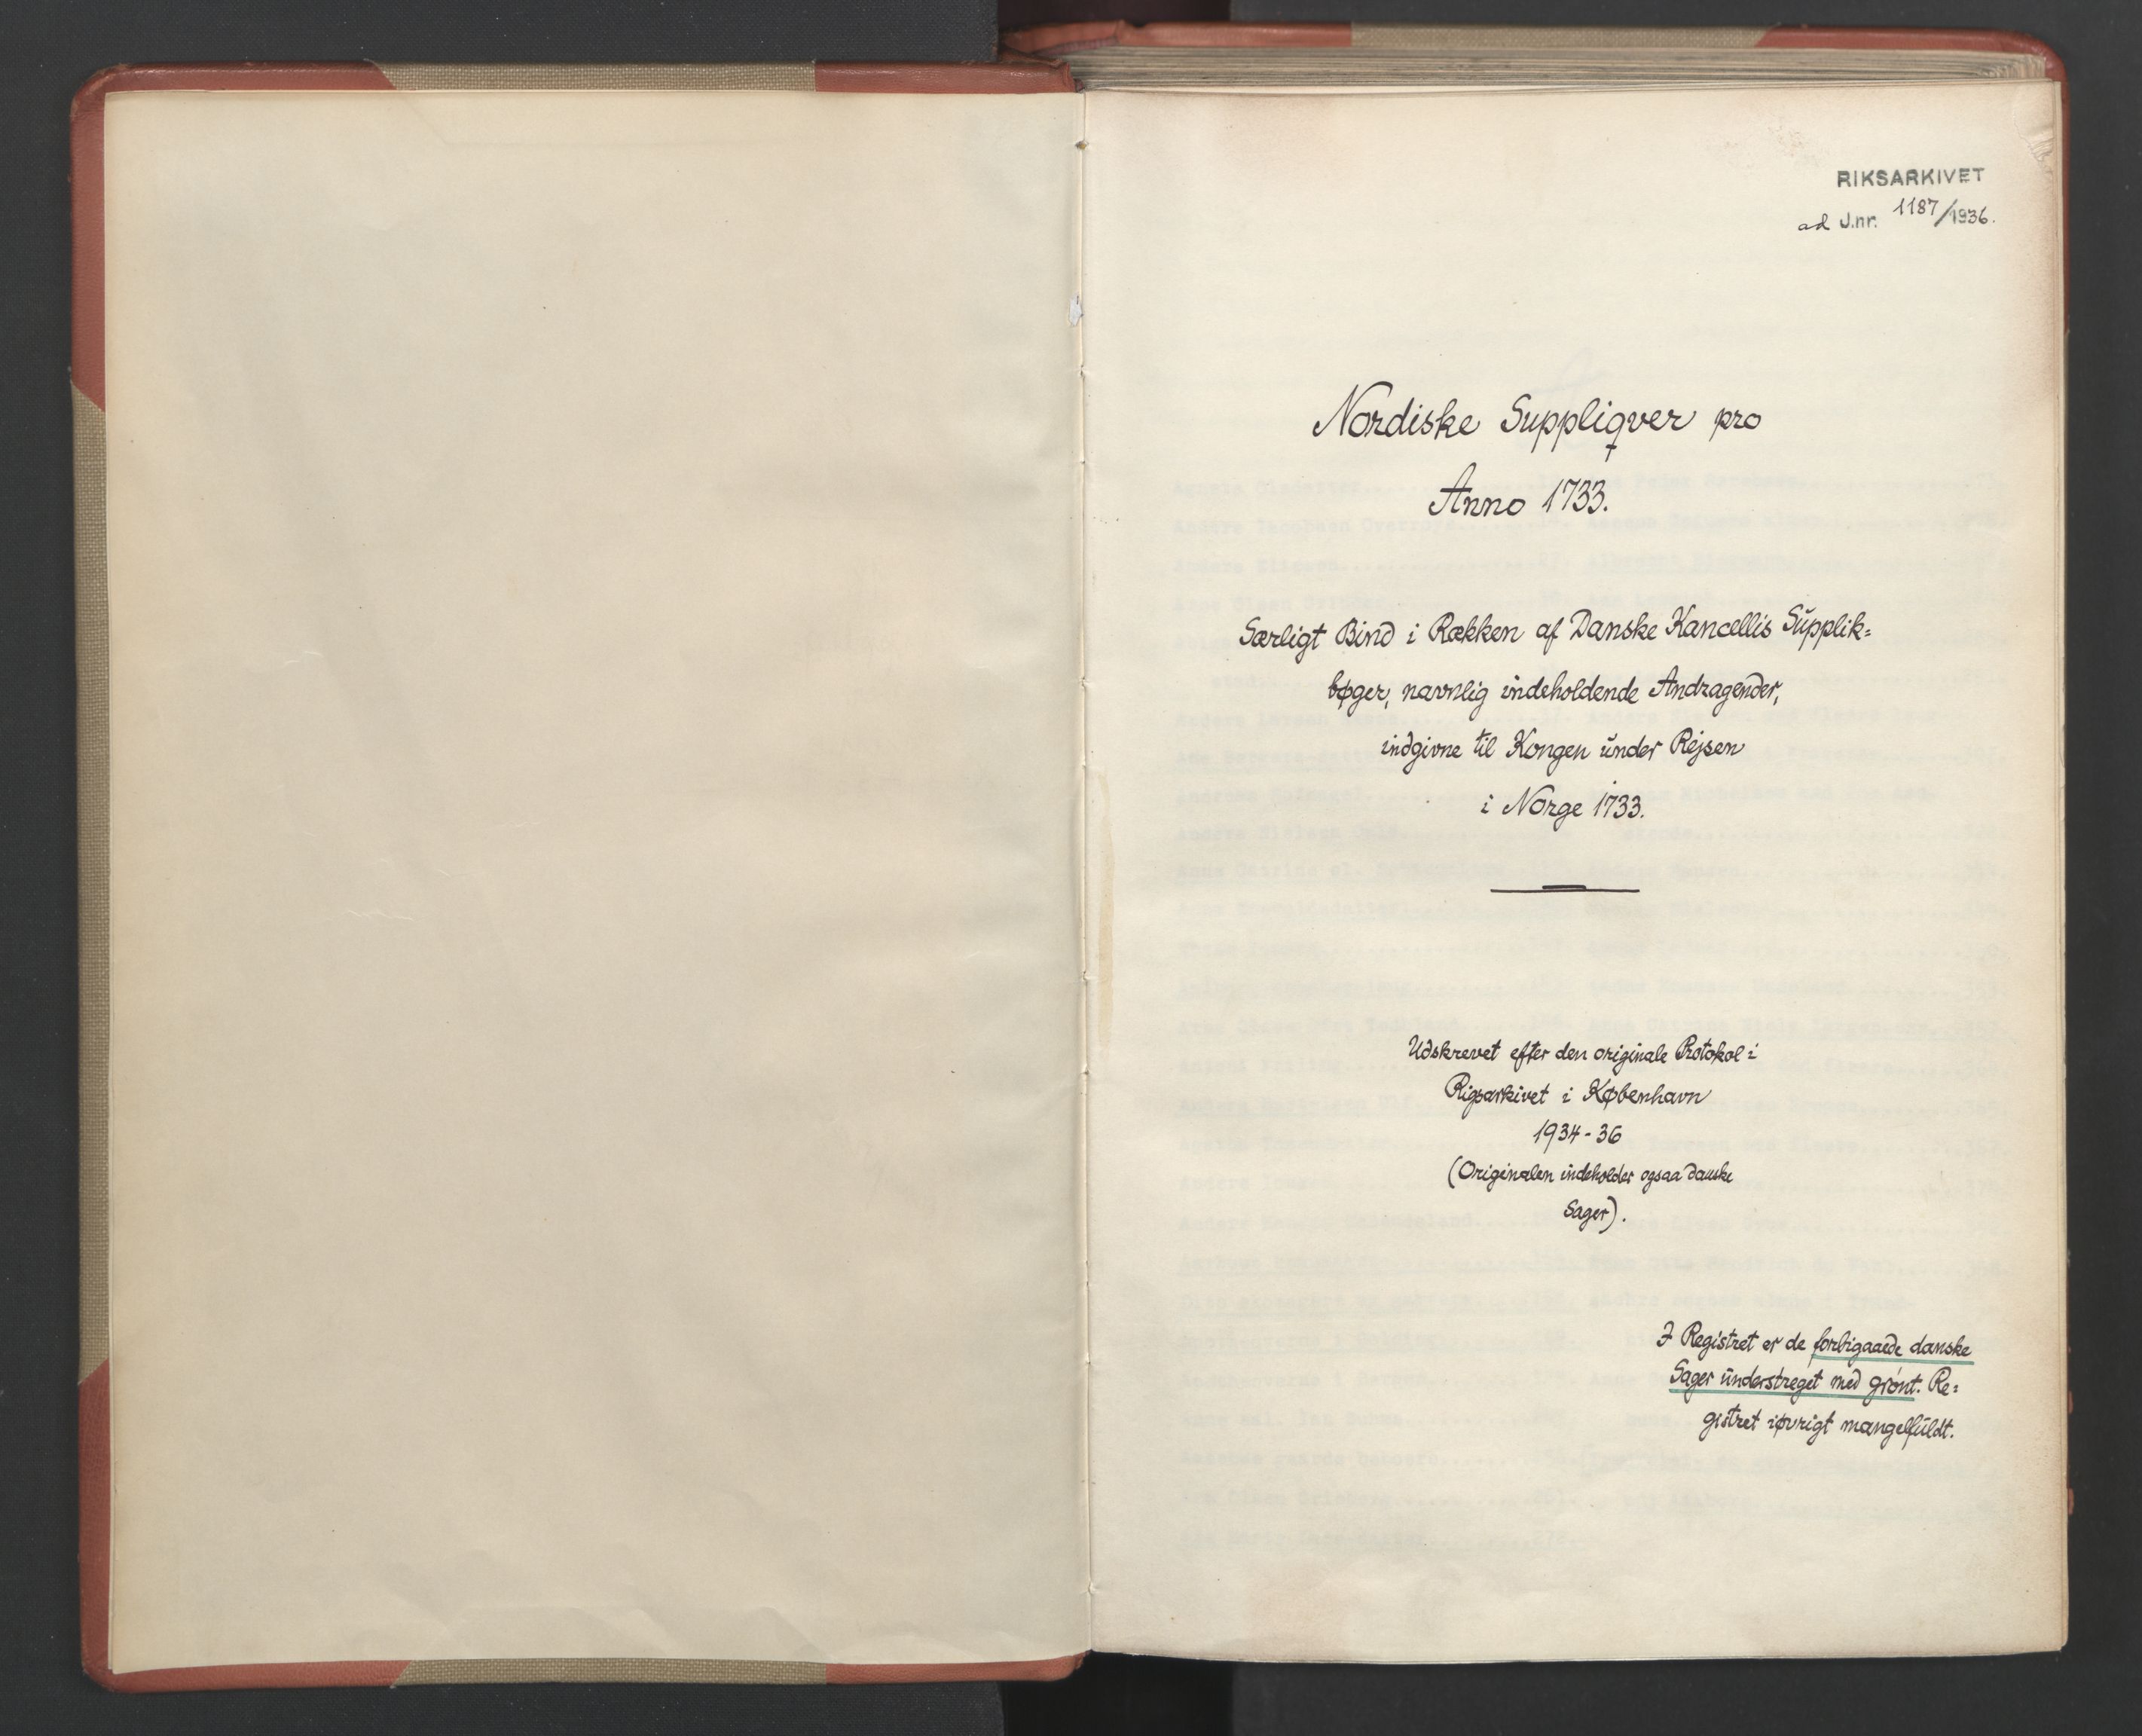 RIKSARKIVET
ad J.nr. 1187/1936.
Nordiske Suppliqver pro
Anno 1733.
Særligt Bind i Rækken af Danske Kancellis Supplik=
bøger, navnlig indeholdende Andragender,
indgivne til Kongen under Rejsen
i Norge 1733.
Udskrevet efter den originale Protokol i
Rigsarkivet i København
1934-36
(Originalen indeholder ogsaa danske
Sager).
I Registret er de forbigaaede danske
Sager understreget med grønt. Re=
gistret iøvrigt mangelfuldt.